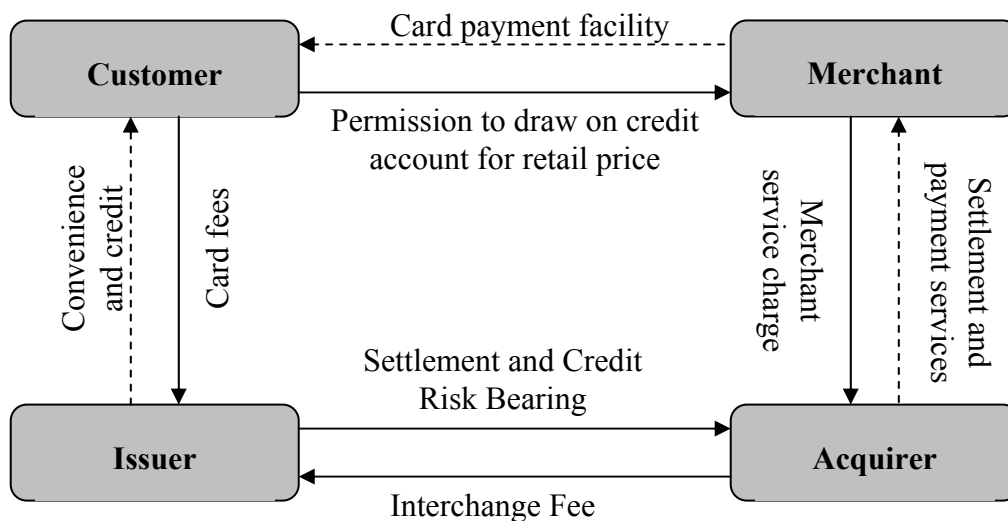 Card payment facility
Customer
Merchant
Permission to draw on credit
account for retail price
Convenience
and credit
Card fees
Merchant
service charge
Settlement and
payment services
Settlement and Credit
Risk Bearing
Issuer
Acquirer
Interchange Fee